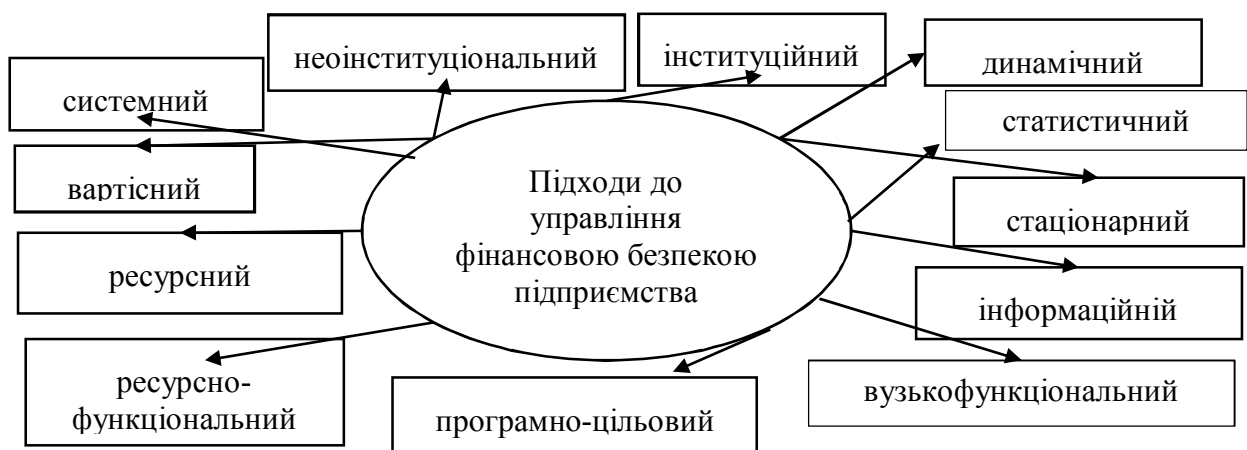 неоінституціональний
інституційний
динамічний
системний
статистичний
вартісний
Підходи до
управління
фінансовою безпекою
підприємства
стаціонарний
ресурсний
інформаційній
ресурсно-
функціональний
програмно-цільовий
вузькофункціональний